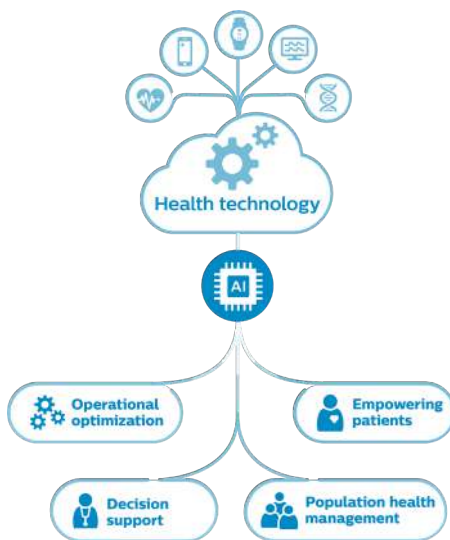 Health technology
AI
Operational
optimization
Empowering
patients
Decision
support
Population health
management